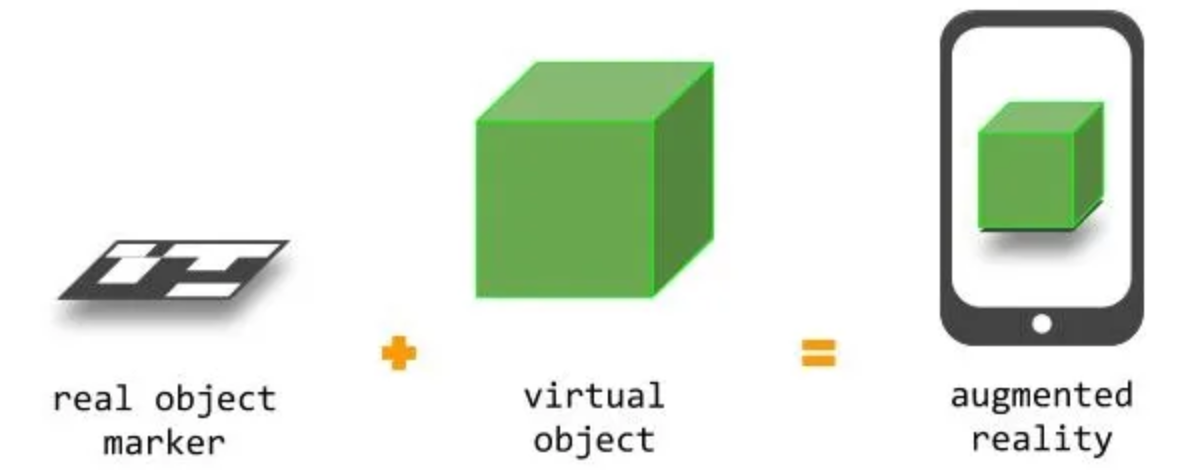 real object
marker
+
virtual
object
=
augmented
reality